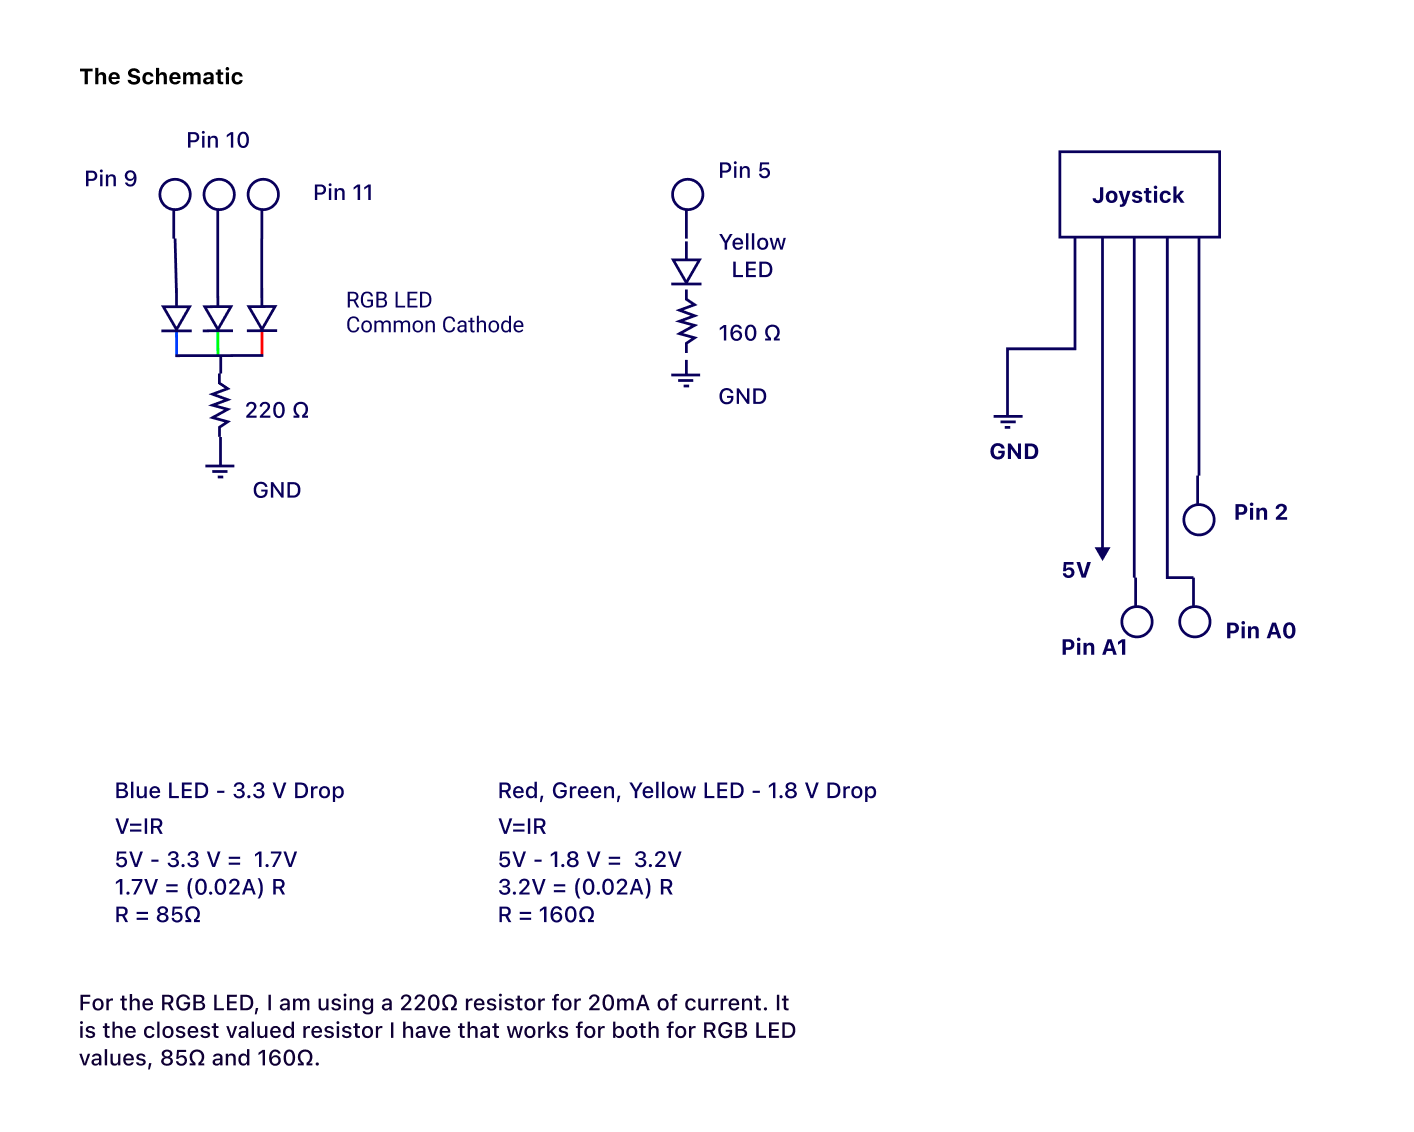 The Schematic
Pin 10
Pin 9
Pin 11
RGB LED
Common Cathode
220 Ω
GND
Pin 5
Yellow
LED
160 Ω
GND
Joystick
GND
Pin 2
5V
Pin A1
Pin A0
Blue LED - 3.3 V Drop
V=IR
5V - 3.3 V = 1.7V
1.7V = (0.02A) R
R = 85Ω
Red, Green, Yellow LED - 1.8 V Drop
V=IR
5V - 1.8 V = 3.2V
3.2V = (0.02A) R
R = 160Ω
For the RGB LED, I am using a 220Ω resistor for 20mA of current. It
is the closest valued resistor I have that works for both for RGB LED
values, 85Ω and 160Ω.